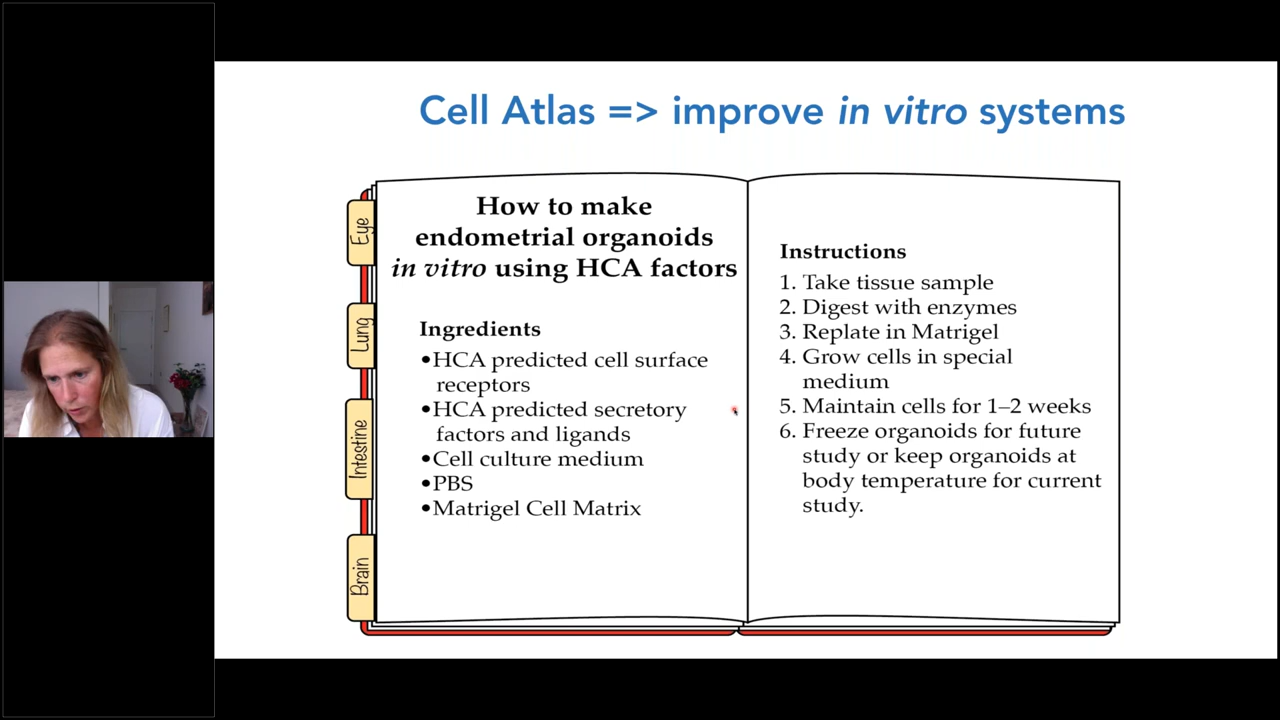 Cell Atlas => improve in vitro systems
How to make
endometrial organoids
in vitro using HCA factors
Ingredients
•HCA predicted cell surface
receptors
•HCA predicted secretory
factors and ligands
•Cell culture medium
•PBS
•Matrigel Cell Matrix
Instructions
1. Take tissue sample
2. Digest with enzymes
3. Replate in Matrigel
4. Grow cells in special
medium
5. Maintain cells for 1–2 weeks
6. Freeze organoids for future
study or keep organoids at
body temperature for current
study.
Eye
Lung
Intestine
Brain